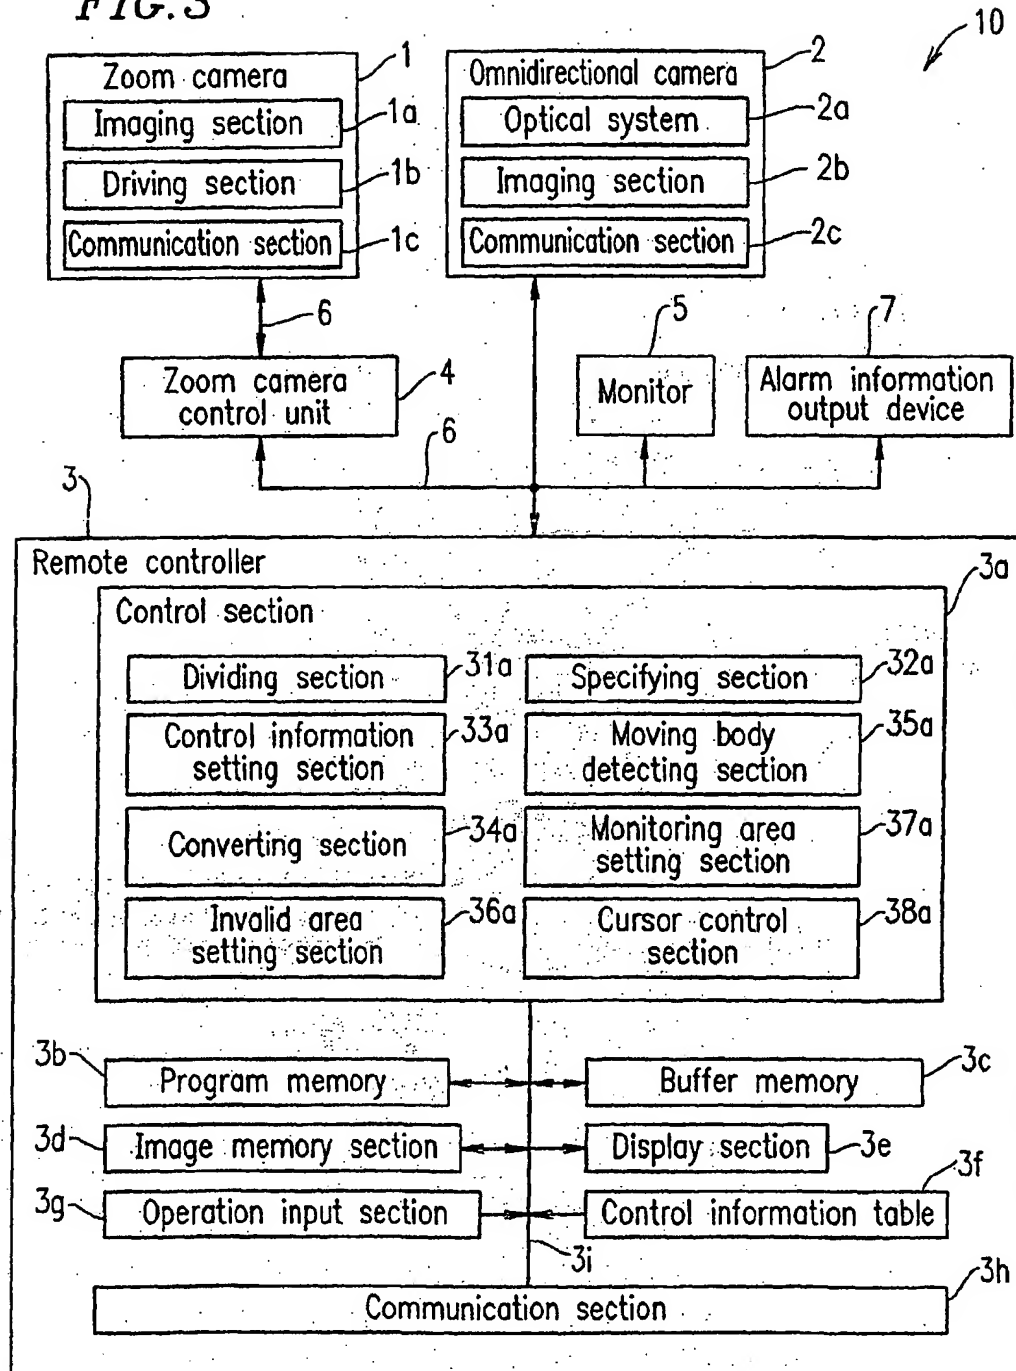 FIG. 3
10
Zoom camera
1
Imaging section
1a
Driving section
1b
Communication section
1c
Omnidirectional camera
2
Optical system
2a
Imaging section
2b
Communication section
2c
6
Zoom camera
control unit
4
6
Monitor
5
Alarm information
output device
7
3
Remote controller
3a
Control section
Dividing section
31a
Specifying section
32a
Control information
setting section
33a
Moving body
detecting section
35a
Converting section
34a
Monitoring area
setting section
37a
Invalid area
setting section
36a
Cursor control
section
38a
3b
Program memory
Buffer memory
3c
3d
Image memory section
Display section
3e
3g
Operation input section
Control information table
3f
3i
Communication section
3h